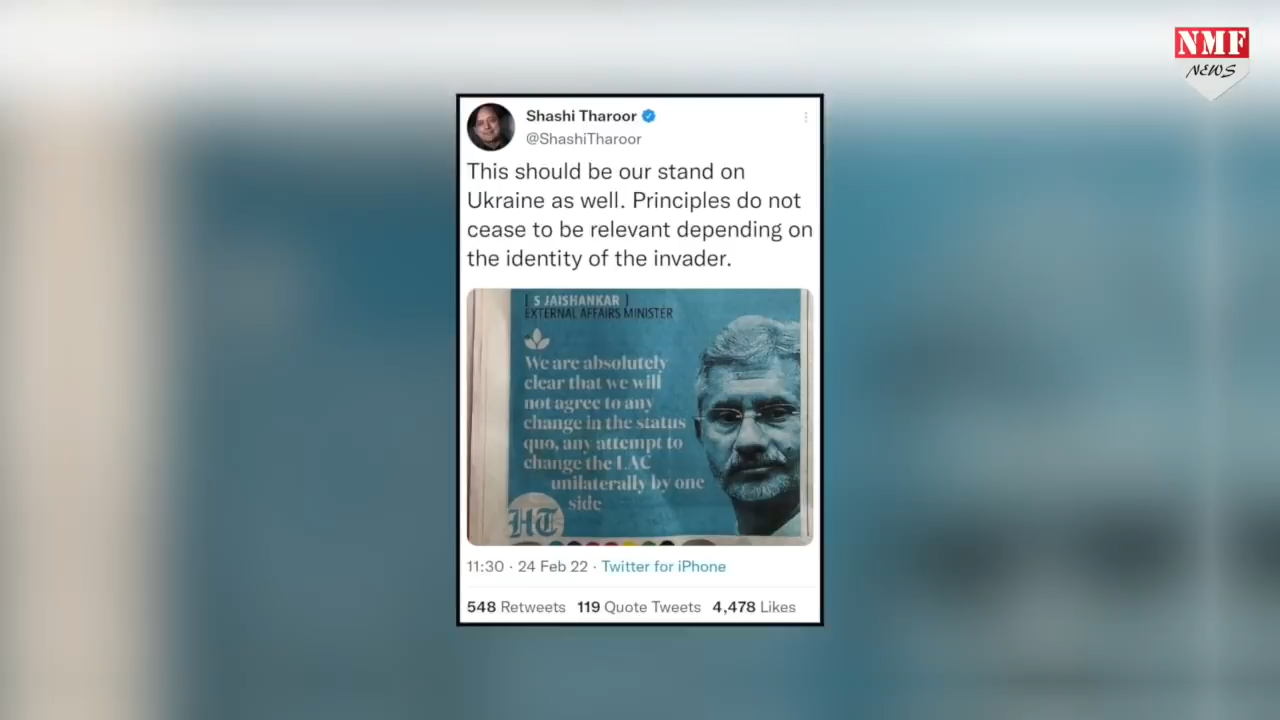 NMF
NEWS
Shashi Tharoor
@ShashiTharoor
This should be our stand on
Ukraine as well. Principles do not
cease to be relevant depending on
the identity of the invader.
[ S JAISHANKAR ]
EXTERNAL AFFAIRS MINISTER
We are absolutely
clear that we will
not agree to any
change in the status
quo, any attempt to
change the LAC
unilaterally by one
side
HT
11:30 · 24 Feb 22 · Twitter for iPhone
548 Retweets 119 Quote Tweets 4,478 Likes